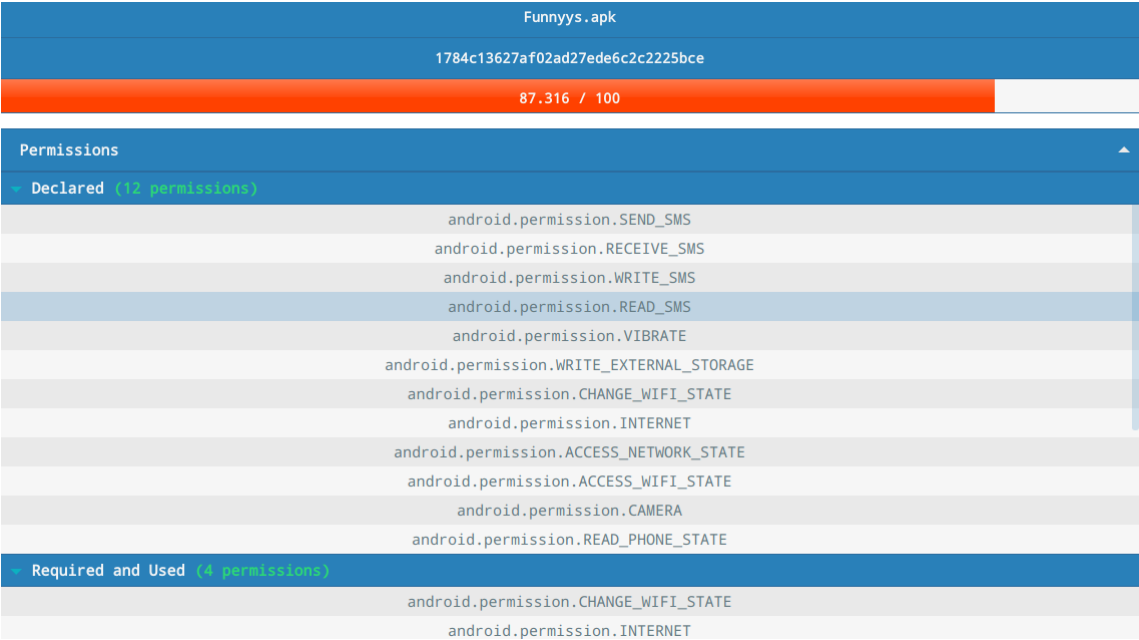 Funnyys.apk
1784c13627af02ad27ede6c2c2225bce
87.316 / 100
Permissions
Declared (12 permissions)
android.permission.SEND_SMS
android.permission.RECEIVE_SMS
android.permission.WRITE_SMS
android.permission.READ_SMS
android.permission.VIBRATE
android.permission.WRITE_EXTERNAL_STORAGE
android.permission.CHANGE_WIFI_STATE
android.permission.INTERNET
android.permission.ACCESS_NETWORK_STATE
android.permission.ACCESS_WIFI_STATE
android.permission.CAMERA
android.permission.READ_PHONE_STATE
Required and Used (4 permissions)
android.permission.CHANGE_WIFI_STATE
android.permission.INTERNET